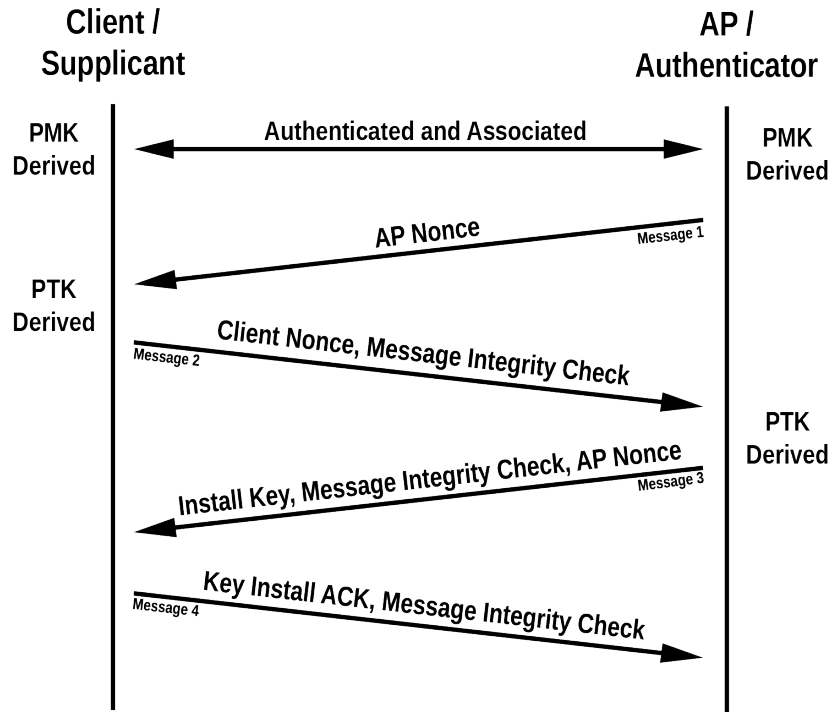 Client /
Supplicant
AP /
Authenticator
PMK
Derived
Authenticated and Associated
PMK
Derived
AP Nonce
Message 1
PTK
Derived
Client Nonce, Message Integrity Check
Message 2
PTK
Derived
Install Key, Message Integrity Check, AP Nonce
Message 3
Key Install ACK, Message Integrity Check
Message 4